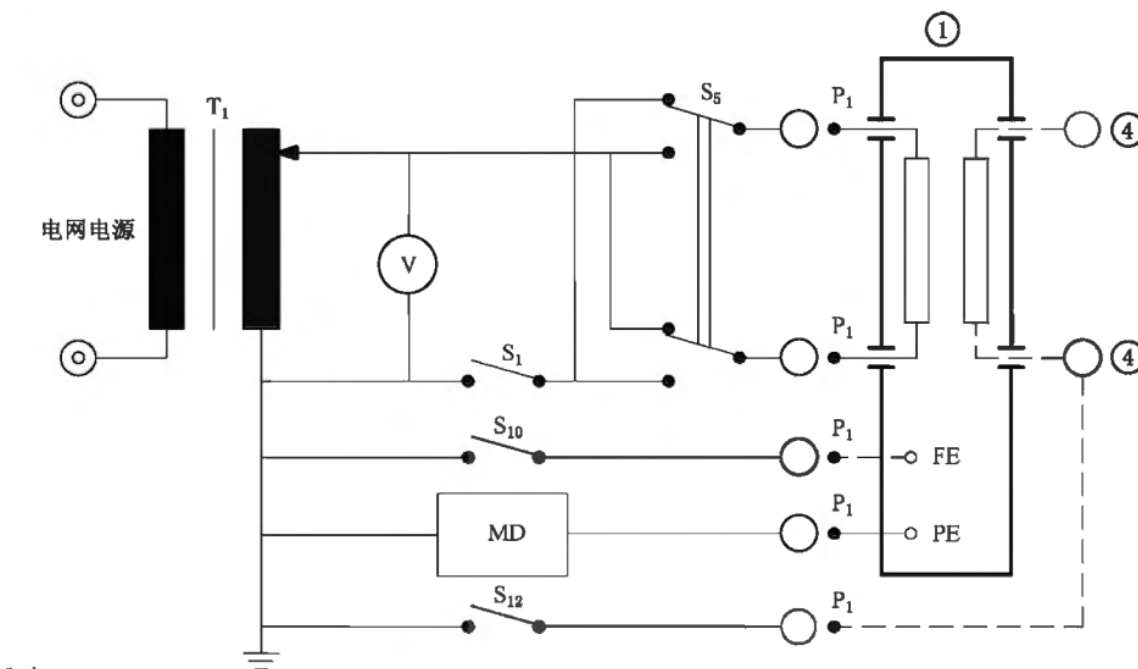 ①
T₁
S₅
P₁
④
电网电源
V
S₁
P₁
④
S₁₀
P₁
FE
MD
P₁
PE
S₁₂
P₁